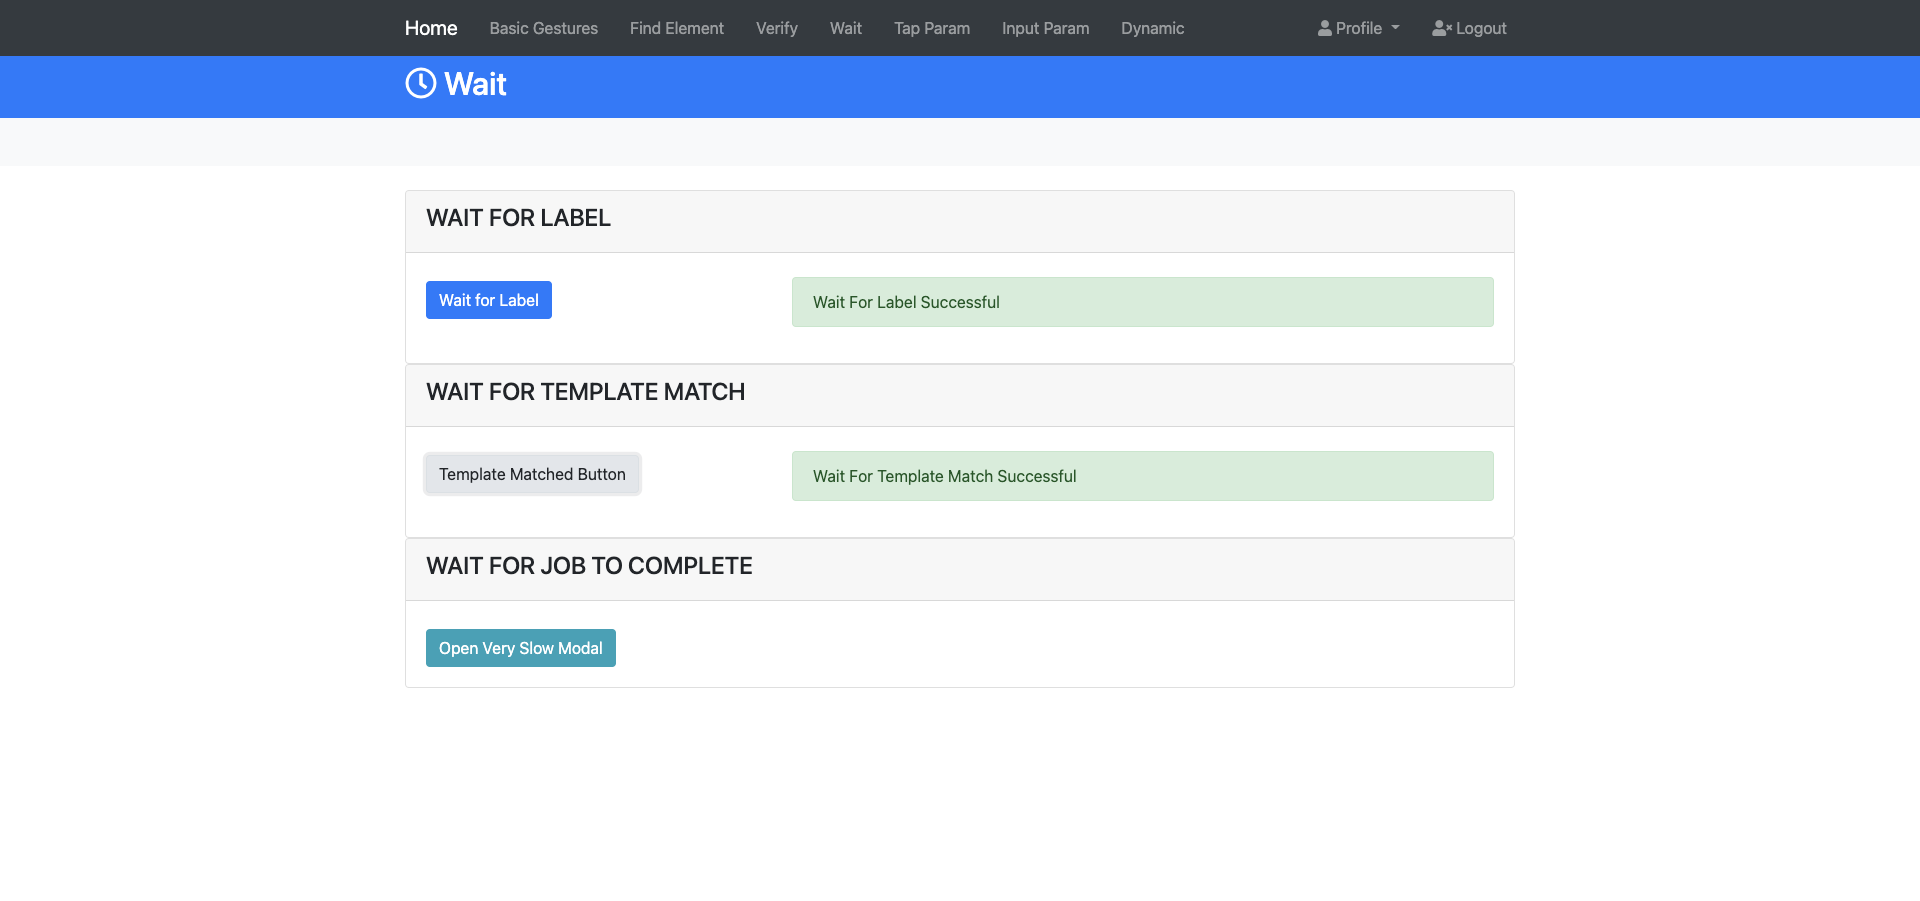 Home Basic Gestures Find Element Verify Wait Tap Param Input Param Dynamic Profile Logout
Wait
WAIT FOR LABEL
Wait for Label Wait For Label Successful
WAIT FOR TEMPLATE MATCH
Template Matched Button Wait For Template Match Successful
WAIT FOR JOB TO COMPLETE
Open Very Slow Modal